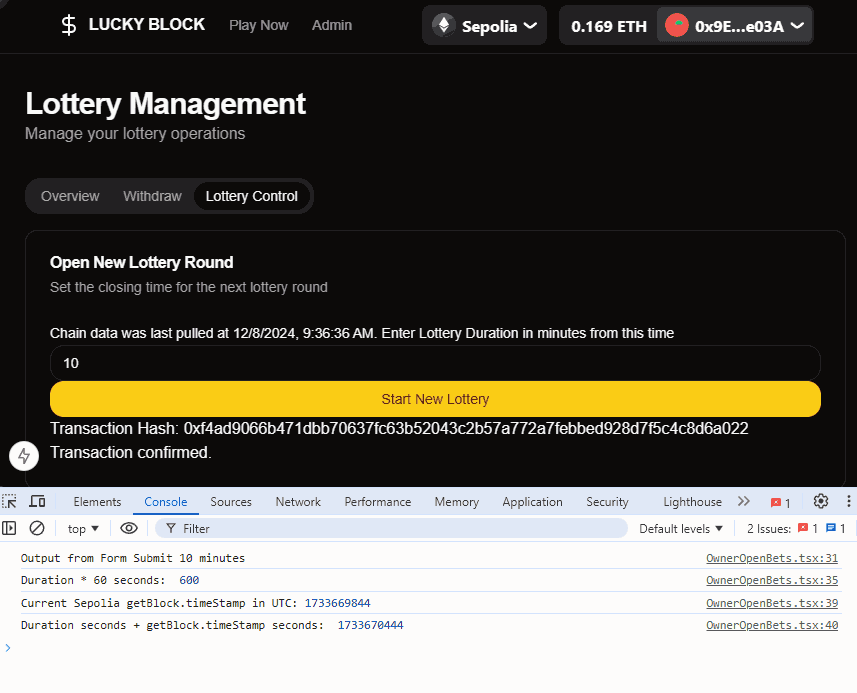 LUCKY BLOCK Play Now Admin Sepolia 0.169 ETH 0x9E...e03A
Lottery Management
Manage your lottery operations
Overview Withdraw Lottery Control
Open New Lottery Round
Set the closing time for the next lottery round
Chain data was last pulled at 12/8/2024, 9:36:36 AM. Enter Lottery Duration in minutes from this time
10
Start New Lottery
Transaction Hash: 0xf4ad9066b471dbb70637fc63b52043c2b57a772a7febbed928d7f5c4c8d6a022
Transaction confirmed.
Elements Console Sources Network Performance Memory Application Security Lighthouse 1
top Filter Default levels 2 Issues: 1 1
Output from Form Submit 10 minutes OwnerOpenBets.tsx:31
Duration * 60 seconds: 600 OwnerOpenBets.tsx:35
Current Sepolia getBlock.timeStamp in UTC: 1733669844 OwnerOpenBets.tsx:39
Duration seconds + getBlock.timeStamp seconds: 1733670444 OwnerOpenBets.tsx:40